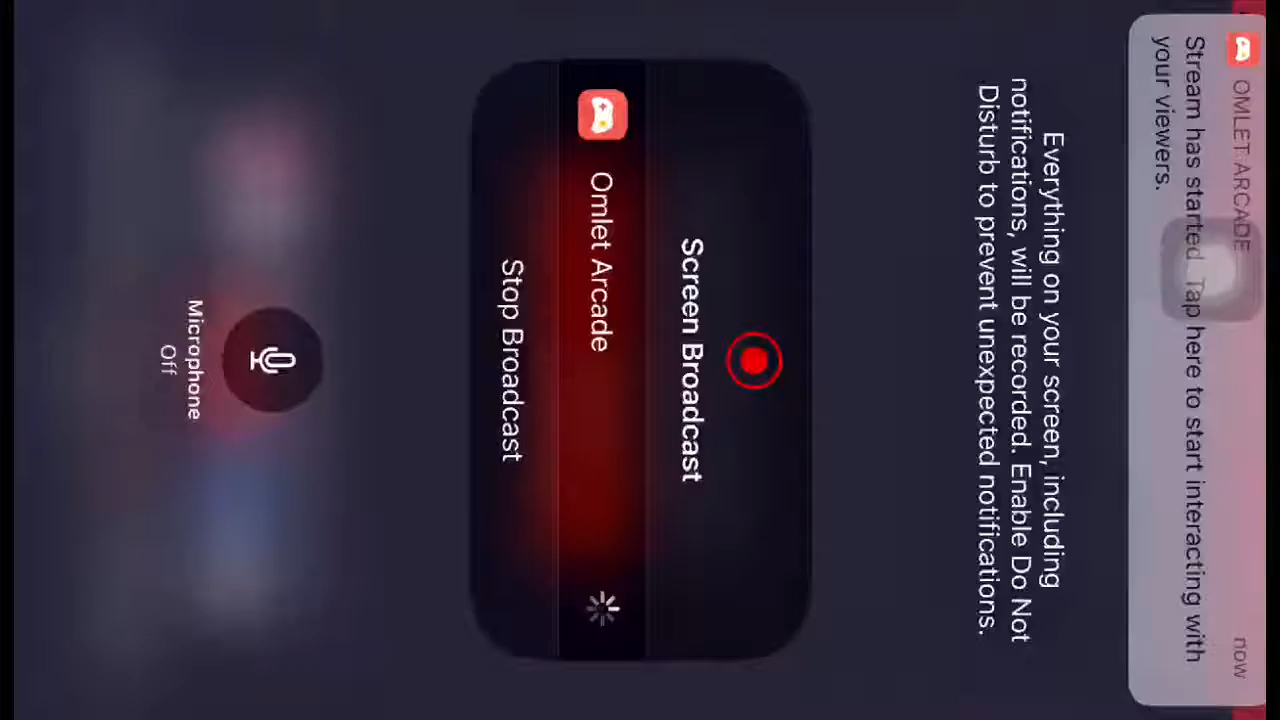 OMLET ARCADE
now
Stream has started. Tap here to start interacting with
your viewers.
Everything on your screen, including
notifications, will be recorded. Enable Do Not
Disturb to prevent unexpected notifications.
Screen Broadcast
Omlet Arcade
Stop Broadcast
Microphone
Off